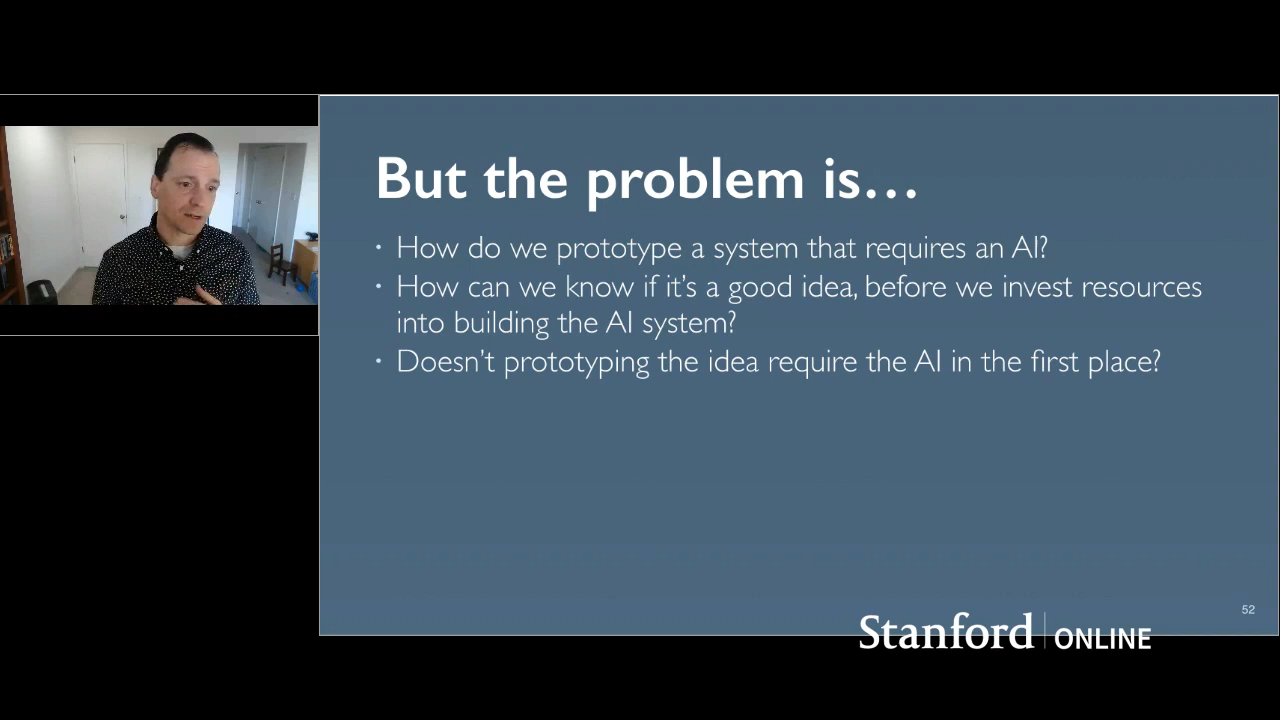 But the problem is…
• How do we prototype a system that requires an AI?
• How can we know if it’s a good idea, before we invest resources
into building the AI system?
• Doesn’t prototyping the idea require the AI in the first place?
52
Stanford ONLINE